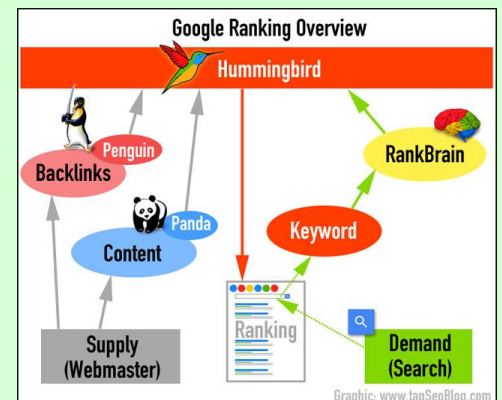 Google Ranking Overview
Hummingbird
Penguin
Backlinks
RankBrain
Panda
Content
Keyword
Ranking
Supply
(Webmaster)
Demand
(Search)
Graphic: www.tagSeoBlog.com